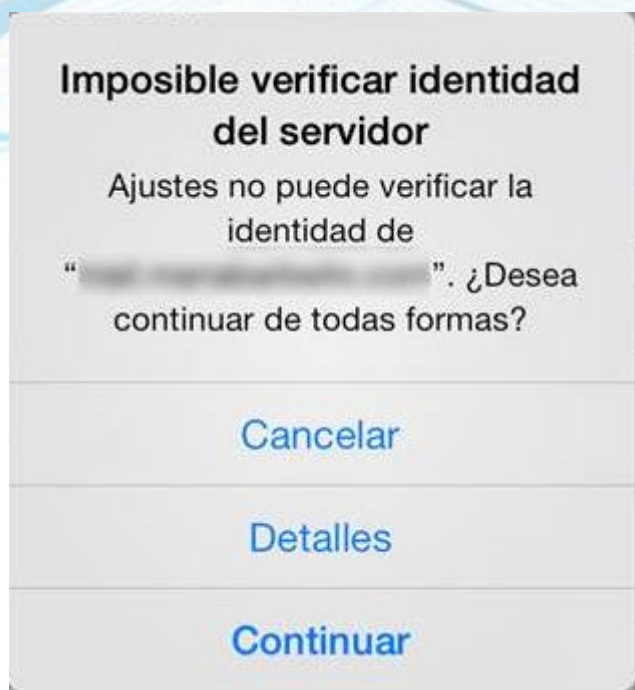 Imposible verificar identidad
del servidor
Ajustes no puede verificar la
identidad de
“ ”. ¿Desea
continuar de todas formas?
Cancelar
Detalles
Continuar